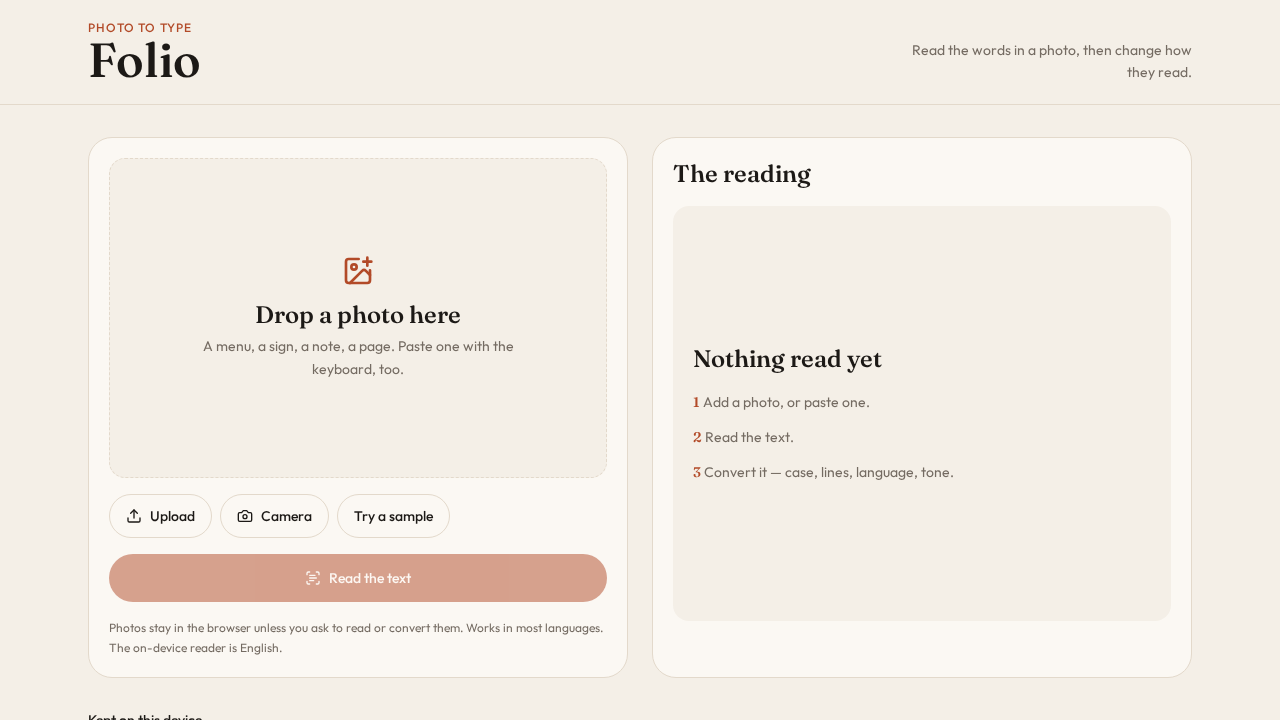 PHOTO TO TYPE
Folio
Read the words in a photo, then change how
they read.
Drop a photo here
A menu, a sign, a note, a page. Paste one with the
keyboard, too.
Upload
Camera
Try a sample
Read the text
Photos stay in the browser unless you ask to read or convert them. Works in most languages.
The on-device reader is English.
The reading
Nothing read yet
1 Add a photo, or paste one.
2 Read the text.
3 Convert it — case, lines, language, tone.
Kept on this device